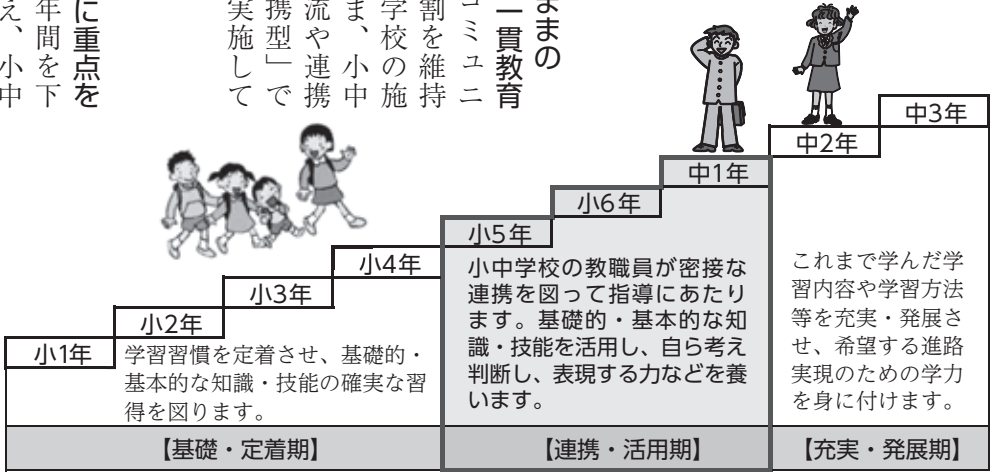 ままの
一貫教育
コミュニ
割を維持
学校の施
ま、小中
流や連携
携型」で
実施して
に重点を
年間を下
え、小中
小1年
小2年
小3年
小4年
小5年
小6年
中1年
中2年
中3年
学習習慣を定着させ、基礎的・
基本的な知識・技能の確実な習
得を図ります。
小中学校の教職員が密接な
連携を図って指導にあたり
ます。基礎的・基本的な知
識・技能を活用し、自ら考え
判断し、表現する力などを養
います。
これまで学んだ学
習内容や学習方法
等を充実・発展さ
せ、希望する進路
実現のための学力
を身に付けます。
【基礎・定着期】
【連携・活用期】
【充実・発展期】